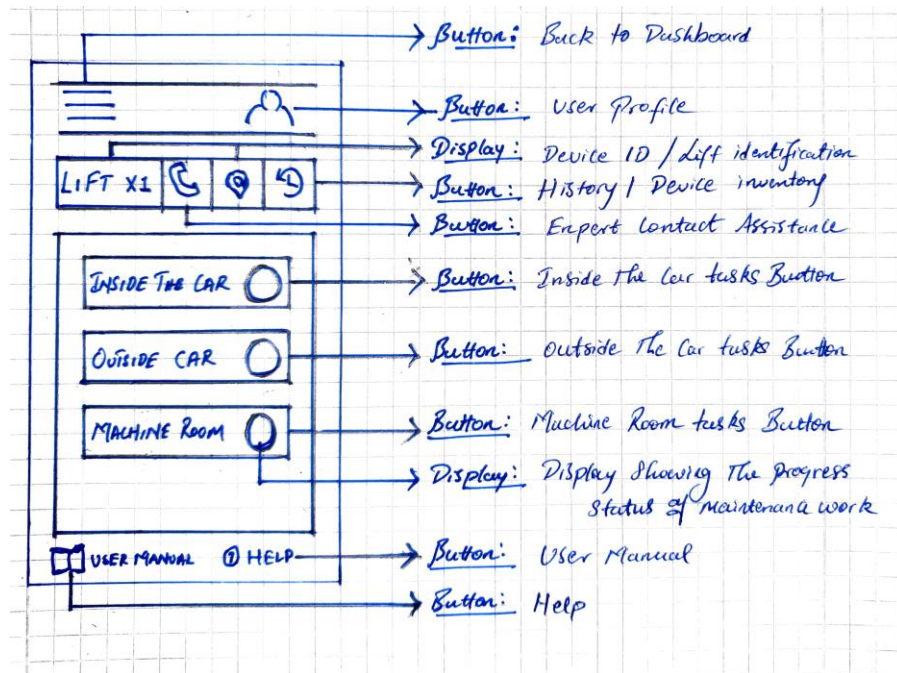 Button: Back to Dashboard
Button: User Profile
Display: Device ID / Lift identification
LIFT X1
Button: History / Device inventory
Button: Expert Contact Assistance
INSIDE THE CAR
Button: Inside The Car tasks Button
OUTSIDE CAR
Button: Outside The Car tasks Button
MACHINE ROOM
Button: Machine Room tasks Button
Display: Display Showing The progress
Status of maintenance work
USER MANUAL
? HELP
Button: User Manual
Button: Help